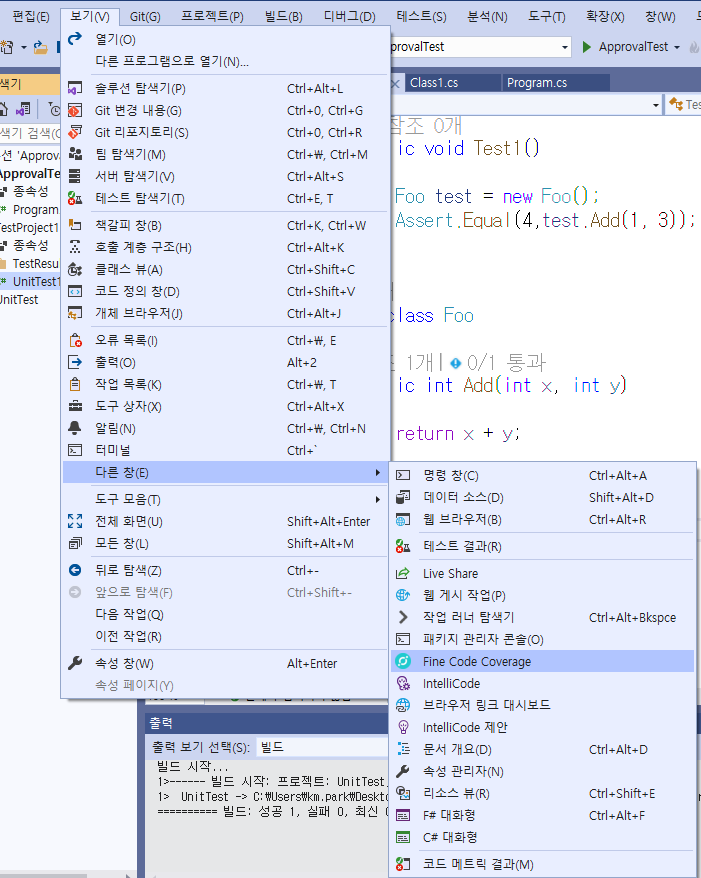 편집(E) 보기(V) Git(G) 프로젝트(P) 빌드(B) 디버그(D) 테스트(S) 분석(N) 도구(T) 확장(X) 창(W)
provalTest ApprovalTest
열기(O)
다른 프로그램으로 열기(N)...
솔루션 탐색기(P) Ctrl+Alt+L
Git 변경 내용(G) Ctrl+0, Ctrl+G
Git 리포지토리(S) Ctrl+0, Ctrl+R
팀 탐색기(M) Ctrl+₩, Ctrl+M
서버 탐색기(V) Ctrl+Alt+S
테스트 탐색기(T) Ctrl+E, T
책갈피 창(B) Ctrl+K, Ctrl+W
호출 계층 구조(H) Ctrl+Alt+K
클래스 뷰(A) Ctrl+Shift+C
코드 정의 창(D) Ctrl+Shift+V
개체 브라우저(J) Ctrl+Alt+J
오류 목록(I) Ctrl+₩, E
출력(O) Alt+2
작업 목록(K) Ctrl+₩, T
도구 상자(X) Ctrl+Alt+X
알림(N) Ctrl+₩, Ctrl+N
터미널 Ctrl+`
다른 창(E)
도구 모음(T)
전체 화면(U) Shift+Alt+Enter
모든 창(L) Shift+Alt+M
뒤로 탐색(Z) Ctrl+-
앞으로 탐색(F) Ctrl+Shift+-
다음 작업(Q)
이전 작업(R)
속성 창(W) Alt+Enter
속성 페이지(Y)
색기
색기 검색(C
션 'Approv
ApprovalTest
종속성
Program
TestProject1
종속성
TestResu
UnitTest1
UnitTest
Class1.cs Program.cs
Tes
참조 0개
ic void Test1()
Foo test = new Foo();
Assert.Equal(4,test.Add(1, 3));
class Foo
1개| 0/1 통과
ic int Add(int x, int y)
return x + y;
명령 창(C) Ctrl+Alt+A
데이터 소스(D) Shift+Alt+D
웹 브라우저(B) Ctrl+Alt+R
테스트 결과(R)
Live Share
웹 게시 작업(P)
작업 러너 탐색기 Ctrl+Alt+Bkspce
패키지 관리자 콘솔(O)
Fine Code Coverage
IntelliCode
브라우저 링크 대시보드
IntelliCode 제안
문서 개요(D) Ctrl+Alt+D
속성 관리자(N)
리소스 뷰(R) Ctrl+Shift+E
F# 대화형 Ctrl+Alt+F
C# 대화형
코드 메트릭 결과(M)
출력
출력 보기 선택(S): 빌드
빌드 시작...
1>------ 빌드 시작: 프로젝트: UnitTest,
1> UnitTest -> C:₩Users₩km.park₩Deskto
========== 빌드: 성공 1, 실패 0, 최신